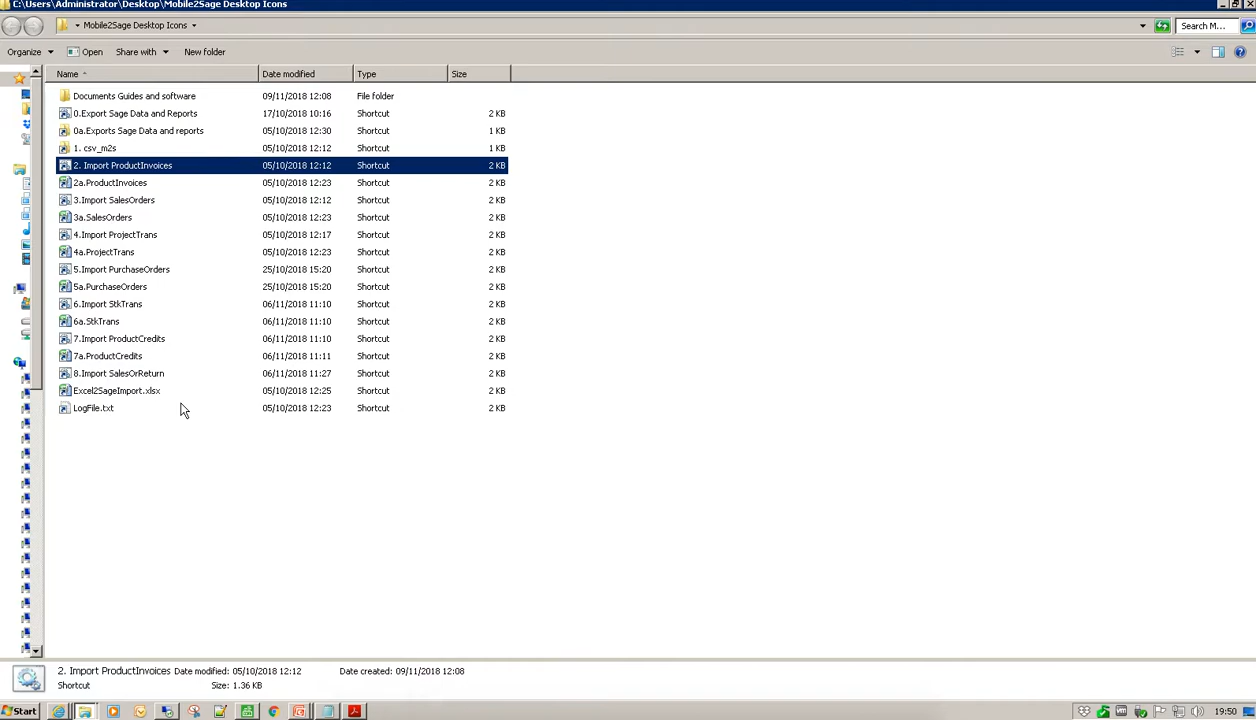 C:\Users\Administrator\Desktop\Mobile2Sage Desktop Icons
Mobile2Sage Desktop Icons
Search M...
Organize Open Share with New folder
Name Date modified Type Size
Documents Guides and software 09/11/2018 12:08 File folder
0.Export Sage Data and Reports 17/10/2018 10:16 Shortcut 2 KB
0a.Exports Sage Data and reports 05/10/2018 12:30 Shortcut 1 KB
1. csv_m2s 05/10/2018 12:12 Shortcut 1 KB
2. Import ProductInvoices 05/10/2018 12:12 Shortcut 2 KB
2a.ProductInvoices 05/10/2018 12:23 Shortcut 2 KB
3.Import SalesOrders 05/10/2018 12:12 Shortcut 2 KB
3a.SalesOrders 05/10/2018 12:23 Shortcut 2 KB
4.Import ProjectTrans 05/10/2018 12:17 Shortcut 2 KB
4a.ProjectTrans 05/10/2018 12:23 Shortcut 2 KB
5.Import PurchaseOrders 25/10/2018 15:20 Shortcut 2 KB
5a.PurchaseOrders 25/10/2018 15:20 Shortcut 2 KB
6.Import StkTrans 06/11/2018 11:10 Shortcut 2 KB
6a.StkTrans 06/11/2018 11:10 Shortcut 2 KB
7.Import ProductCredits 06/11/2018 11:10 Shortcut 2 KB
7a.ProductCredits 06/11/2018 11:11 Shortcut 2 KB
8.Import SalesOrReturn 06/11/2018 11:27 Shortcut 2 KB
Excel2SageImport.xlsx 05/10/2018 12:25 Shortcut 2 KB
LogFile.txt 05/10/2018 12:23 Shortcut 2 KB
2. Import ProductInvoices Date modified: 05/10/2018 12:12 Date created: 09/11/2018 12:08
Shortcut Size: 1.36 KB
Start 19:50